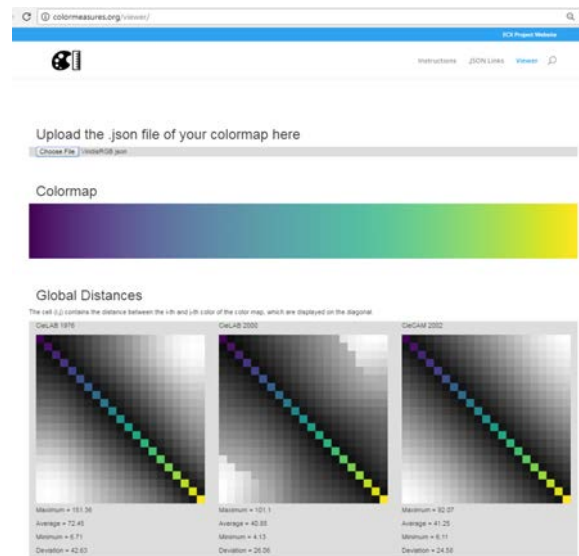 colormeasures.org/viewer/
ECX Project Website
Instructions JSON Links Viewer
Upload the .json file of your colormap here
Choose File
Colormap
Global Distances
The cell (i,j) contains the distance between the i-th and j-th color of the color map, which are displayed on the diagonal.
CieLAB 1976 CieLAB 2000 CieCAM 2002
Maximum = 151.36 Maximum = 101.1 Maximum = 92.07
Average = 72.45 Average = Average = 41.25
Minimum = 6.71 Minimum = 4.13 Minimum = 6.11
Deviation = 42.63 Deviation = Deviation = 24.58